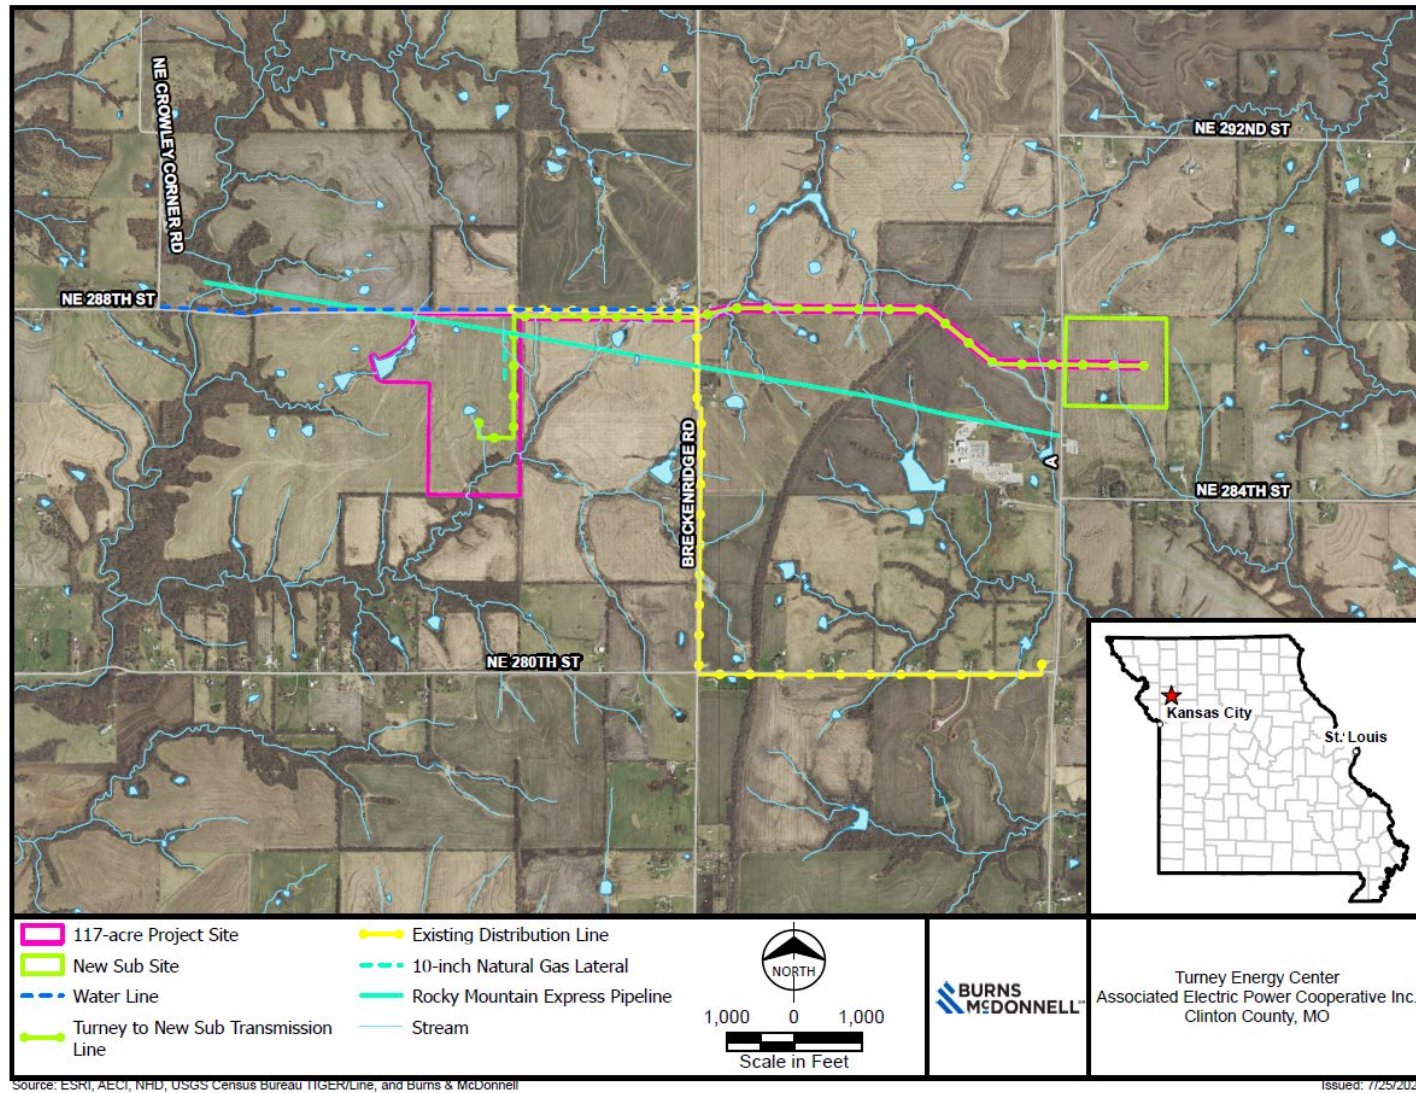 NE CROWLEY CORNER RD
NE 292ND ST
NE 288TH ST
BRECKENRIDGE RD
A
NE 284TH ST
NE 280TH ST
Kansas City
St. Louis
117-acre Project Site
New Sub Site
Water Line
Turney to New Sub Transmission
Line
Existing Distribution Line
10-inch Natural Gas Lateral
Rocky Mountain Express Pipeline
Stream
NORTH
1,000 0 1,000
Scale in Feet
BURNS
MCDONNELL
Turney Energy Center
Associated Electric Power Cooperative Inc.
Clinton County, MO
Source: ESRI, AECI, NHD, USGS Census Bureau TIGER/Line, and Burns & McDonnell
Issued: 7/25/202